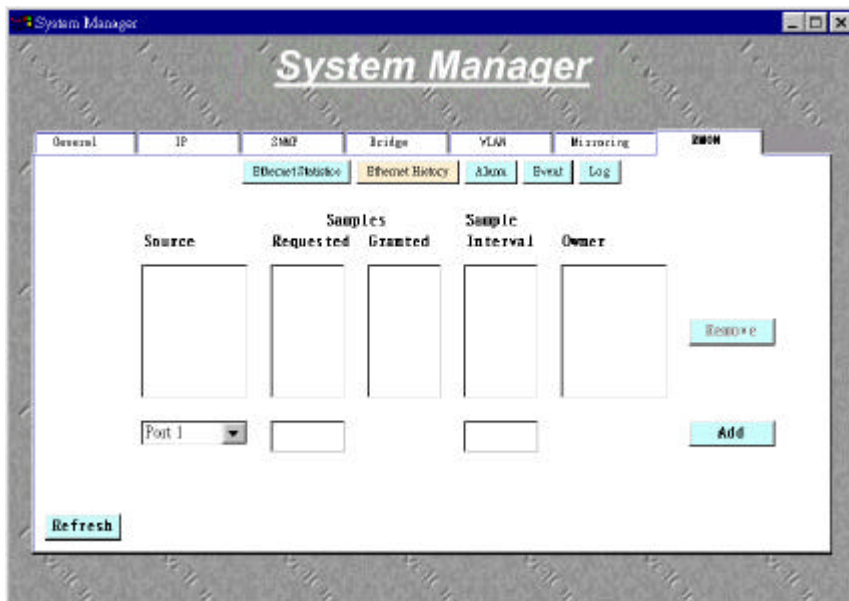 System Manager
System Manager
General IP SNMP Bridge VLAN Mirroring RMON
Ethernet Statistics Ethernet History Alarm Event Log
Samples Sample
Source Requested Granted Interval Owner
Remove
Port 1 Add
Refresh